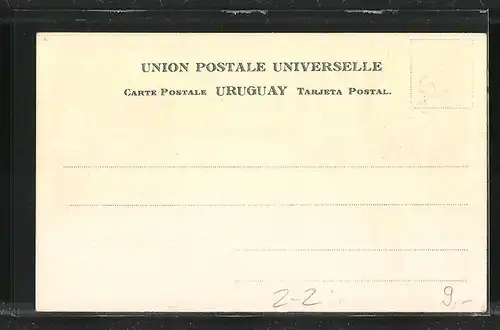 UNION POSTALE UNIVERSELLE
CARTE POSTALE URUGUAY TARJETA POSTAL.
2-2
9.-